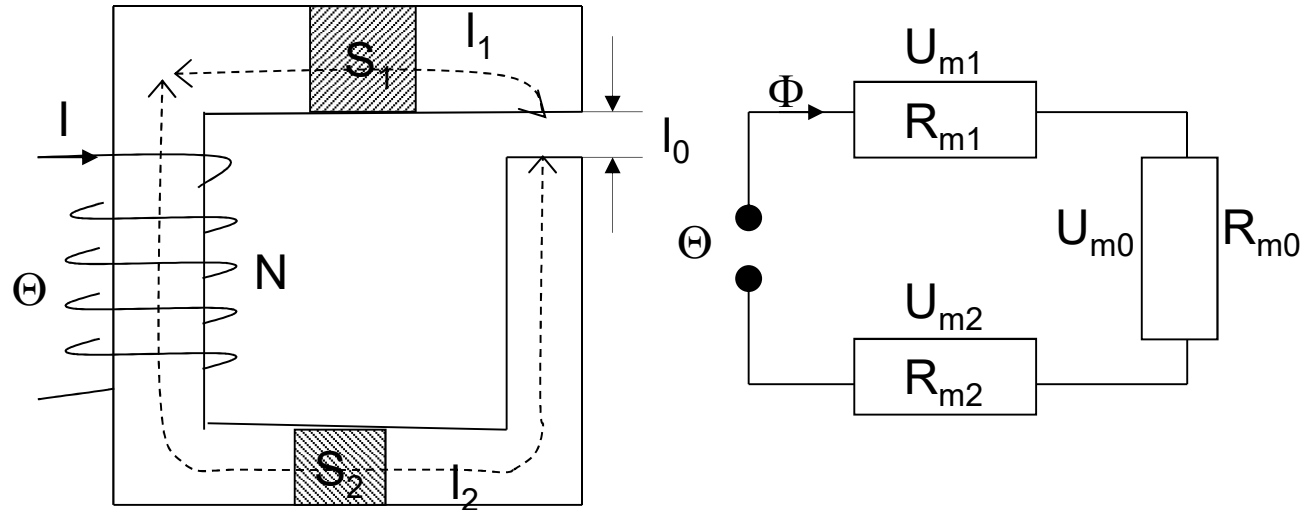 l₁
S₁
I
l₀
N
Θ
S₂
l₂
Uₘ₁
Φ
Rₘ₁
Θ
Uₘ₀
Rₘ₀
Uₘ₂
Rₘ₂